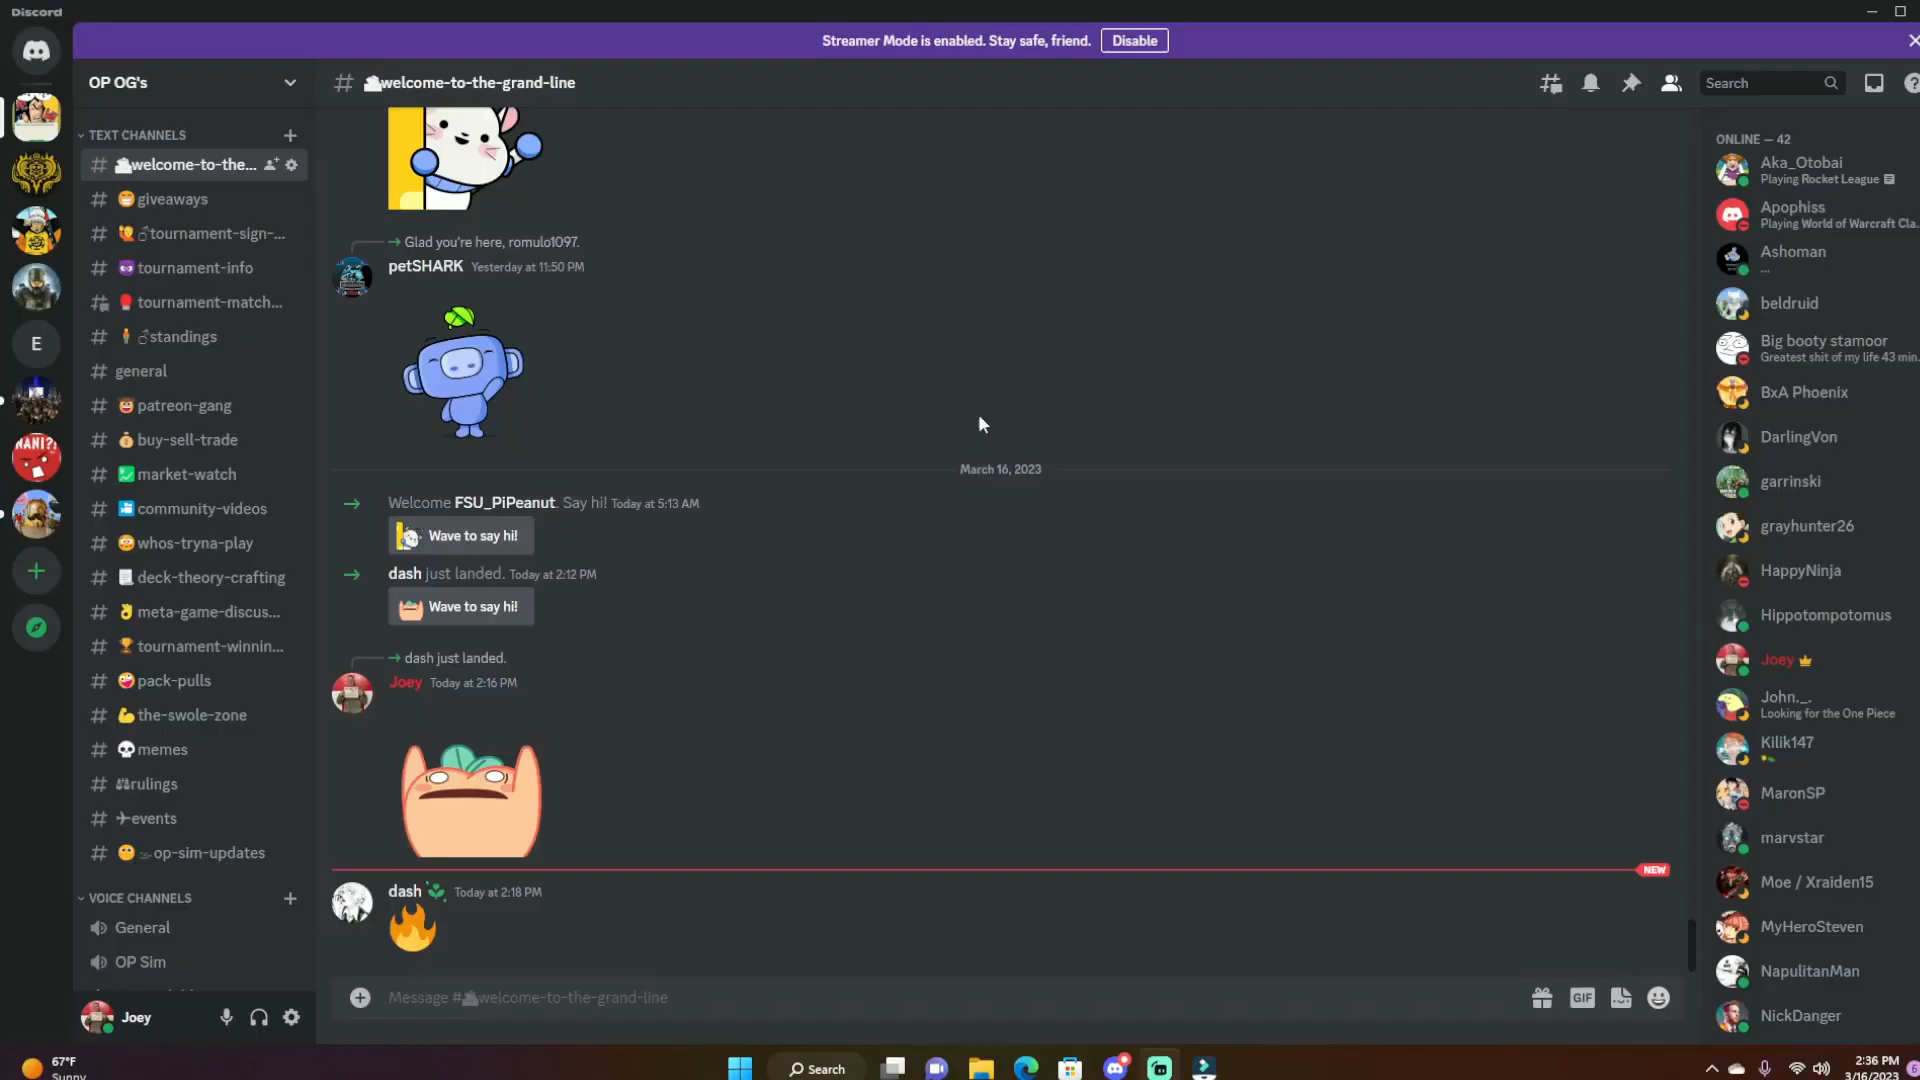 Discord
Streamer Mode is enabled. Stay safe, friend.
Disable
OP OG's
welcome-to-the-grand-line
Search
TEXT CHANNELS
welcome-to-the...
giveaways
tournament-sign-...
tournament-info
tournament-match...
standings
general
patreon-gang
buy-sell-trade
market-watch
community-videos
whos-tryna-play
deck-theory-crafting
meta-game-discus...
tournament-winnin...
pack-pulls
the-swole-zone
memes
rulings
events
op-sim-updates
VOICE CHANNELS
General
OP Sim
Joey
E
NANI?!
Glad you're here, romulo1097.
petSHARK Yesterday at 11:50 PM
March 16, 2023
Welcome FSU_PiPeanut. Say hi! Today at 5:13 AM
Wave to say hi!
dash just landed. Today at 2:12 PM
Wave to say hi!
dash just landed.
Joey Today at 2:16 PM
NEW
dash Today at 2:18 PM
Message # welcome-to-the-grand-line
GIF
ONLINE — 42
Aka_Otobai
Playing Rocket League
Apophiss
Playing World of Warcraft Cla...
Ashoman
...
beldruid
Big booty stamoor
Greatest shit of my life 43 min...
BxA Phoenix
DarlingVon
garrinski
grayhunter26
HappyNinja
Hippotompotomus
Joey
John._.
Looking for the One Piece
Kilik147
MaronSP
marvstar
Moe / Xraiden15
MyHeroSteven
NapulitanMan
NickDanger
67°F
Sunny
Search
2:36 PM
3/16/2023
6